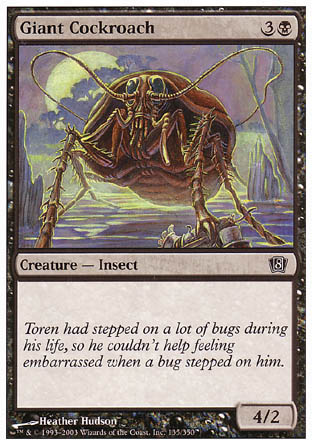 Giant Cockroach 3
Creature — Insect 8
Toren had stepped on a lot of bugs during
his life, so he couldn't help feeling
embarrassed when a bug stepped on him.
Heather Hudson
™ & © 1993–2003 Wizards of the Coast, Inc. 135/350
4/2